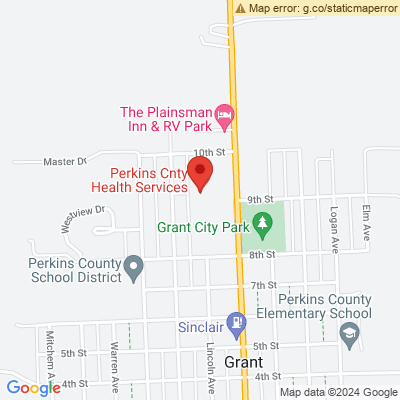 Map error: g.co/staticmaperror
The Plainsman
Inn & RV Park
10th St
Master Dr
Perkins Cnty
Health Services
9th St
Westview Dr
Logan Ave
Elm Ave
Grant City Park
8th St
Perkins County
School District
7th St
Perkins County
Elementary School
Sinclair
Mitchem Ave
Warren Ave
5th St
Lincoln Ave
5th St
Grant
4th St
4th St
Google
Map data ©2024 Google